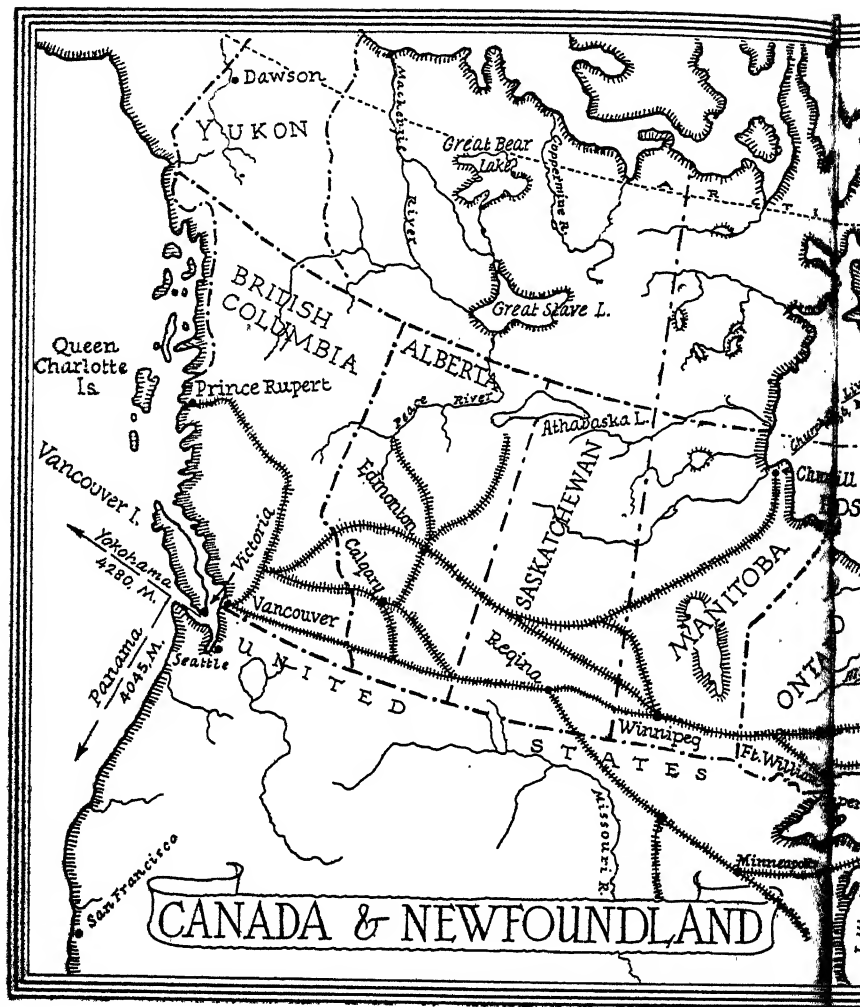 Dawson
YUKON
Mackenzie
River
Great Bear
Lake
Coppermine R.
BRITISH
COLUMBIA
Great Slave L.
ALBERTA
Queen
Charlotte
Is.
Prince Rupert
Peace River
Athabaska L.
Vancouver I.
Edmonton
SASKATCHEWAN
Yokohama
4280. M.
Victoria
Calgary
MANITOBA
Vancouver
Panama
4045, M.
Seattle
Regina
UNITED
STATES
Winnipeg
Ft. William
Missouri R.
San Francisco
CANADA & NEWFOUNDLAND